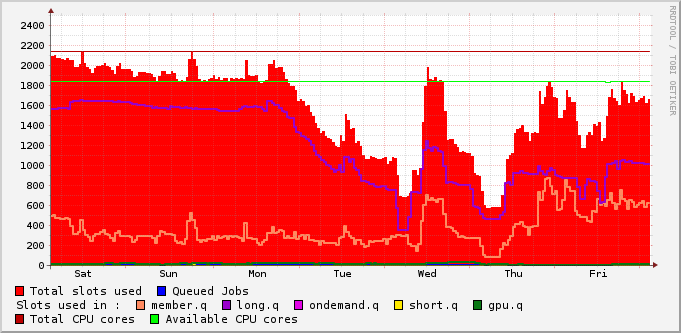 RRDTOOL / TOBI OETIKER
2400
2200
2000
1800
1600
1400
1200
1000
800
600
400
200
0
Sat Sun Mon Tue Wed Thu Fri
Total slots used Queued Jobs
Slots used in : member.q long.q ondemand.q short.q gpu.q
Total CPU cores Available CPU cores